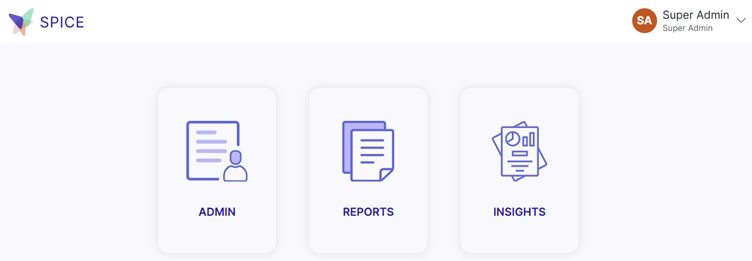 SPICE
SA
Super Admin
Super Admin
ADMIN
REPORTS
INSIGHTS